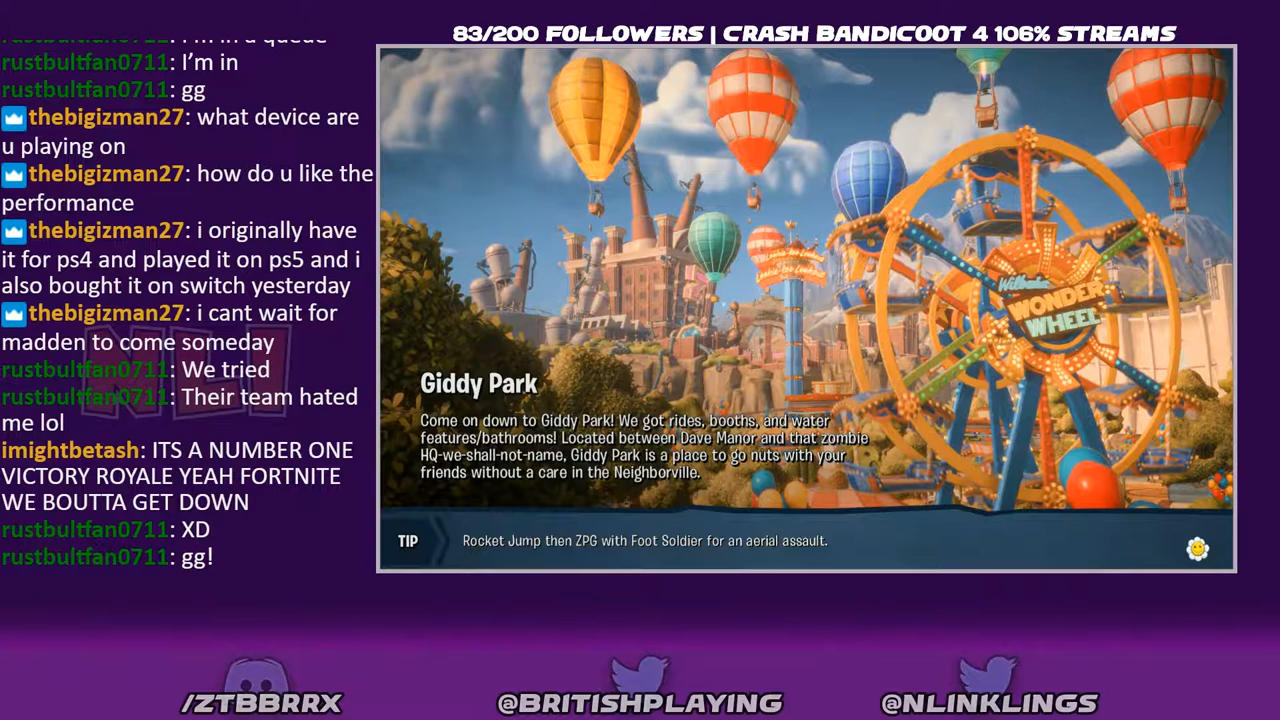 83/200 FOLLOWERS | CRASH BANDICOOT 4 106% STREAMS
rustbultfan0711: I'm in a queue
rustbultfan0711: I’m in
rustbultfan0711: gg
thebigizman27: what device are
u playing on
thebigizman27: how do u like the
performance
thebigizman27: i originally have
it for ps4 and played it on ps5 and i
also bought it on switch yesterday
thebigizman27: i cant wait for
madden to come someday
rustbultfan0711: We tried
rustbultfan0711: Their team hated
me lol
imightbetash: ITS A NUMBER ONE
VICTORY ROYALE YEAH FORTNITE
WE BOUTTA GET DOWN
rustbultfan0711: XD
rustbultfan0711: gg!
NLI
WONDER
WHEEL
Giddy Park
Come on down to Giddy Park! We got rides, booths, and water
features/bathrooms! Located between Dave Manor and that zombie
HQ-we-shall-not-name, Giddy Park is a place to go nuts with your
friends without a care in the Neighborville.
TIP
Rocket Jump then ZPG with Foot Soldier for an aerial assault.
/ZTBBRRX
@BRITISHPLAYING
@NLINKLINGS